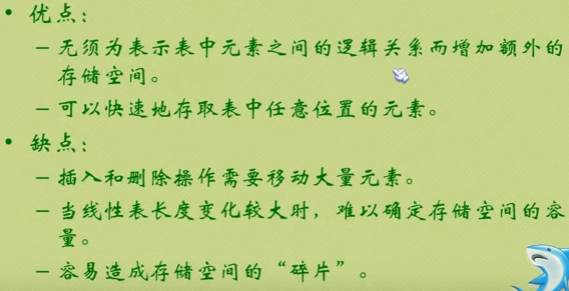 • 优点：
– 无须为表示表中元素之间的逻辑关系而增加额外的
存储空间。
– 可以快速地存取表中任意位置的元素。
• 缺点：
– 插入和删除操作需要移动大量元素。
– 当线性表长度变化较大时，难以确定存储空间的容
量。
– 容易造成存储空间的“碎片”。